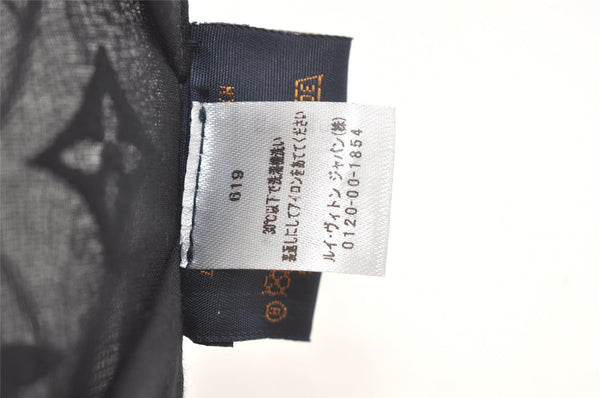 619
30℃以下で洗濯機洗い
裏返しにしてアイロンをあててください
ルイ・ヴィトン ジャパン(株)
0120-00-1854